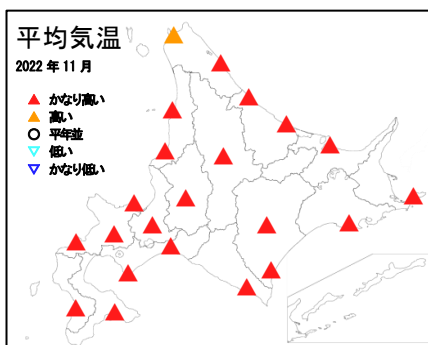 平均気温
2022 年 11 月
かなり高い
高い
平年並
低い
かなり低い